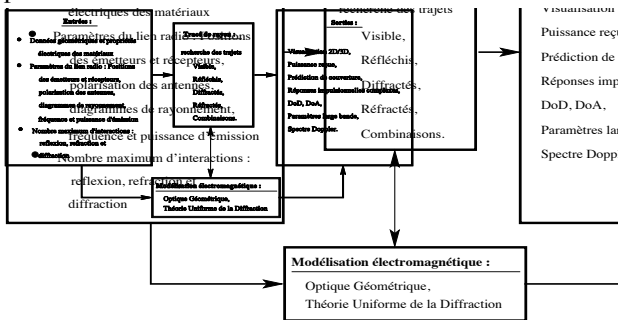 électriques des matériaux
Paramètres du lien radio : Positions
des émetteurs et récepteurs,
polarisation des antennes,
diagrammes de rayonnement,
fréquence et puissance d'émission
Nombre maximum d'interactions :
reflexion, refraction et
diffraction
Entrées :
Données géométriques et propriété
électriques des matériaux
Paramètres du lien radio : Positions
des émetteurs et récepteurs,
polarisation des antennes,
diagrammes de rayonnement,
fréquence et puissance d'émission
Nombre maximum d'interactions :
reflexion, refraction et
diffraction
Tracé de rayons :
recherche des trajets
Visible,
Réfléchis,
Diffractés,
Réfractés,
Combinaisons.
Modélisation électromagnétique :
Optique Géométrique,
Théorie Uniforme de la Diffraction
Sorties :
Visualisation 2D/3D,
Puissance reçue,
Prédiction de couverture,
Réponses impulsionnelles complexes,
DoD, DoA,
Paramètres large bande,
Spectre Doppler.
recherche des trajets
Visible,
Réfléchis,
Diffractés,
Réfractés,
Combinaisons.
Visualisation
Puissance reçu
Prédiction de
Réponses imp
DoD, DoA,
Paramètres lar
Spectre Dopp
Modélisation électromagnétique :
Optique Géométrique,
Théorie Uniforme de la Diffraction